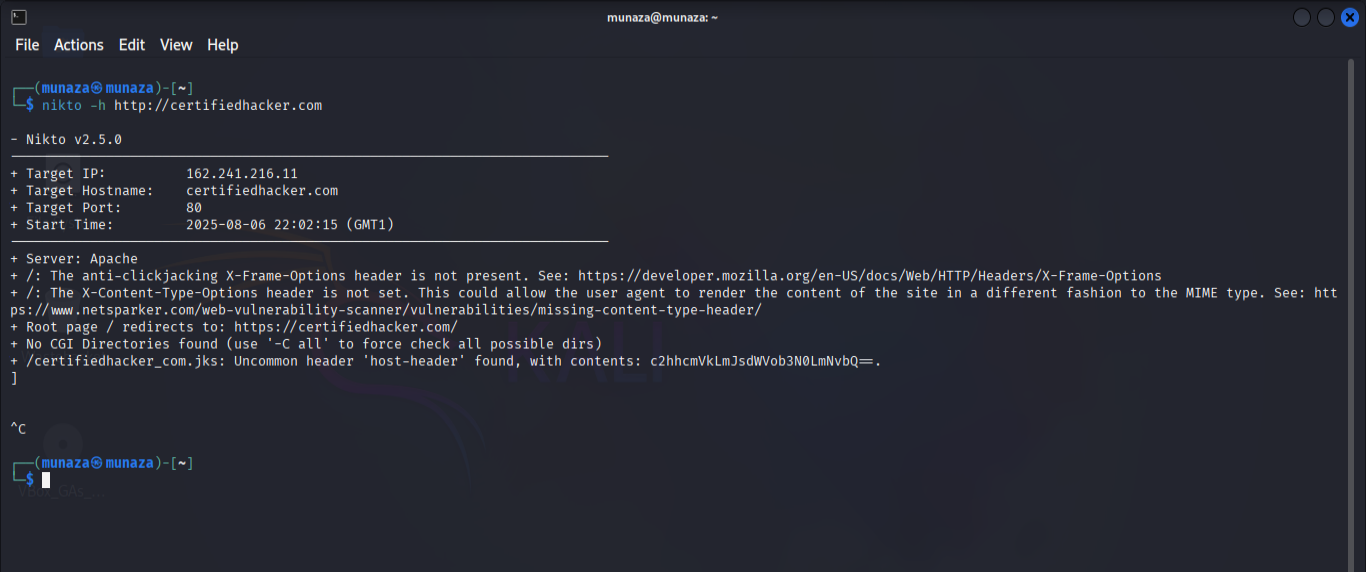 munaza@munaza: ~
File Actions Edit View Help
┌──(munaza㉿munaza)-[~]
└─$ nikto -h http://certifiedhacker.com
- Nikto v2.5.0
---------------------------------------------------------------------------
+ Target IP:          162.241.216.11
+ Target Hostname:    certifiedhacker.com
+ Target Port:        80
+ Start Time:         2025-08-06 22:02:15 (GMT1)
---------------------------------------------------------------------------
+ Server: Apache
+ /: The anti-clickjacking X-Frame-Options header is not present. See: https://developer.mozilla.org/en-US/docs/Web/HTTP/Headers/X-Frame-Options
+ /: The X-Content-Type-Options header is not set. This could allow the user agent to render the content of the site in a different fashion to the MIME type. See: htt
ps://www.netsparker.com/web-vulnerability-scanner/vulnerabilities/missing-content-type-header/
+ Root page / redirects to: https://certifiedhacker.com/
+ No CGI Directories found (use '-C all' to force check all possible dirs)
+ /certifiedhacker_com.jks: Uncommon header 'host-header' found, with contents: c2hhcmVkLmJsdWVob3N0LmNvbQ==.
]
^C
┌──(munaza㉿munaza)-[~]
└─$
VBox_GAs_...